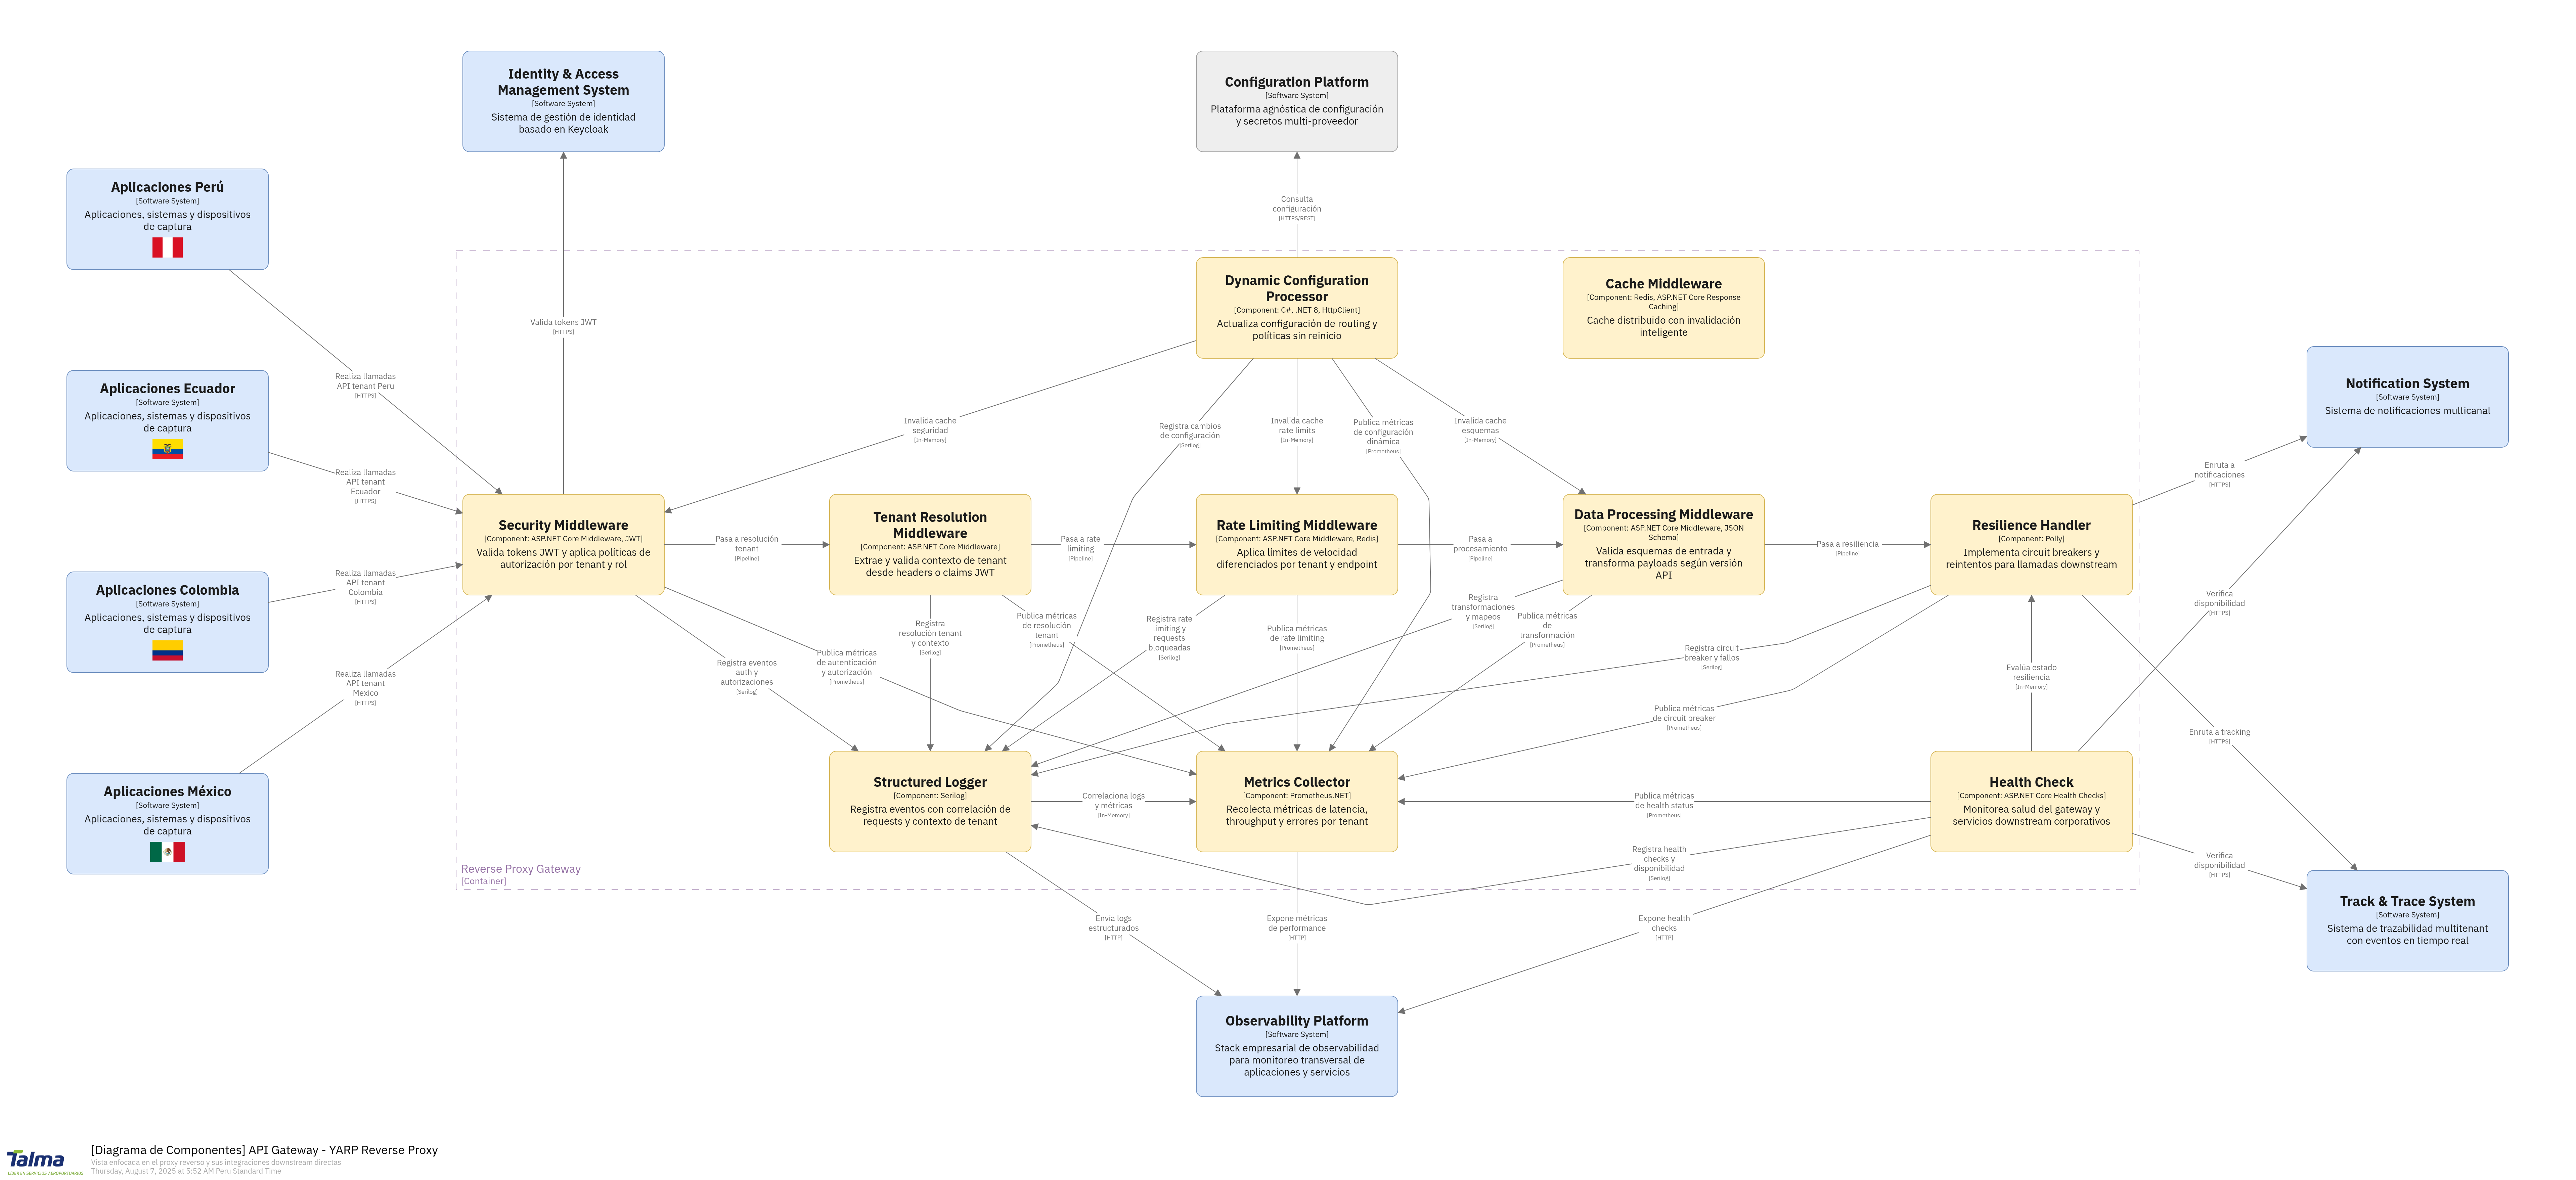 Identity & Access
Management System
[Software System]
Sistema de gestión de identidad
basado en Keycloak
Configuration Platform
[Software System]
Plataforma agnóstica de configuración
y secretos multi-proveedor
Aplicaciones Perú
[Software System]
Aplicaciones, sistemas y dispositivos
de captura
Aplicaciones Ecuador
[Software System]
Aplicaciones, sistemas y dispositivos
de captura
Aplicaciones Colombia
[Software System]
Aplicaciones, sistemas y dispositivos
de captura
Aplicaciones México
[Software System]
Aplicaciones, sistemas y dispositivos
de captura
Realiza llamadas
API tenant Peru
[HTTPS]
Realiza llamadas
API tenant
Ecuador
[HTTPS]
Realiza llamadas
API tenant
Colombia
[HTTPS]
Realiza llamadas
API tenant
Mexico
[HTTPS]
Valida tokens JWT
[HTTPS]
Consulta
configuración
[HTTPS/REST]
Dynamic Configuration
Processor
[Component: C#, .NET 8, HttpClient]
Actualiza configuración de routing y
políticas sin reinicio
Cache Middleware
[Component: Redis, ASP.NET Core Response
Caching]
Cache distribuido con invalidación
inteligente
Invalida cache
seguridad
[In-Memory]
Registra cambios
de configuración
[Serilog]
Invalida cache
rate limits
[In-Memory]
Publica métricas
de configuración
dinámica
[Prometheus]
Invalida cache
esquemas
[In-Memory]
Security Middleware
[Component: ASP.NET Core Middleware, JWT]
Valida tokens JWT y aplica políticas de
autorización por tenant y rol
Pasa a resolución
tenant
[Pipeline]
Tenant Resolution
Middleware
[Component: ASP.NET Core Middleware]
Extrae y valida contexto de tenant
desde headers o claims JWT
Pasa a rate
limiting
[Pipeline]
Rate Limiting Middleware
[Component: ASP.NET Core Middleware, Redis]
Aplica límites de velocidad
diferenciados por tenant y endpoint
Pasa a
procesamiento
[Pipeline]
Data Processing Middleware
[Component: ASP.NET Core Middleware, JSON
Schema]
Valida esquemas de entrada y
transforma payloads según versión
API
Pasa a resiliencia
[Pipeline]
Resilience Handler
[Component: Polly]
Implementa circuit breakers y
reintentos para llamadas downstream
Notification System
[Software System]
Sistema de notificaciones multicanal
Enruta a
notificaciones
[HTTPS]
Verifica
disponibilidad
[HTTPS]
Enruta a tracking
[HTTPS]
Verifica
disponibilidad
[HTTPS]
Registra eventos
auth y
autorizaciones
[Serilog]
Publica métricas
de autenticación
y autorización
[Prometheus]
Registra
resolución tenant
y contexto
[Serilog]
Publica métricas
de resolución
tenant
[Prometheus]
Registra rate
limiting y
requests
bloqueadas
[Serilog]
Publica métricas
de rate limiting
[Prometheus]
Registra
transformaciones
y mapeos
[Serilog]
Publica métricas
de
transformación
[Prometheus]
Registra circuit
breaker y fallos
[Serilog]
Publica métricas
de circuit breaker
[Prometheus]
Evalúa estado
resiliencia
[In-Memory]
Structured Logger
[Component: Serilog]
Registra eventos con correlación de
requests y contexto de tenant
Correlaciona logs
y métricas
[In-Memory]
Metrics Collector
[Component: Prometheus.NET]
Recolecta métricas de latencia,
throughput y errores por tenant
Publica métricas
de health status
[Prometheus]
Health Check
[Component: ASP.NET Core Health Checks]
Monitorea salud del gateway y
servicios downstream corporativos
Registra health
checks y
disponibilidad
[Serilog]
Reverse Proxy Gateway
[Container]
Envía logs
estructurados
[HTTP]
Expone métricas
de performance
[HTTP]
Expone health
checks
[HTTP]
Track & Trace System
[Software System]
Sistema de trazabilidad multitenant
con eventos en tiempo real
Observability Platform
[Software System]
Stack empresarial de observabilidad
para monitoreo transversal de
aplicaciones y servicios
Talma
LÍDER EN SERVICIOS AEROPORTUARIOS
[Diagrama de Componentes] API Gateway - YARP Reverse Proxy
Vista enfocada en el proxy reverso y sus integraciones downstream directas
Thursday, August 7, 2025 at 5:52 AM Peru Standard Time